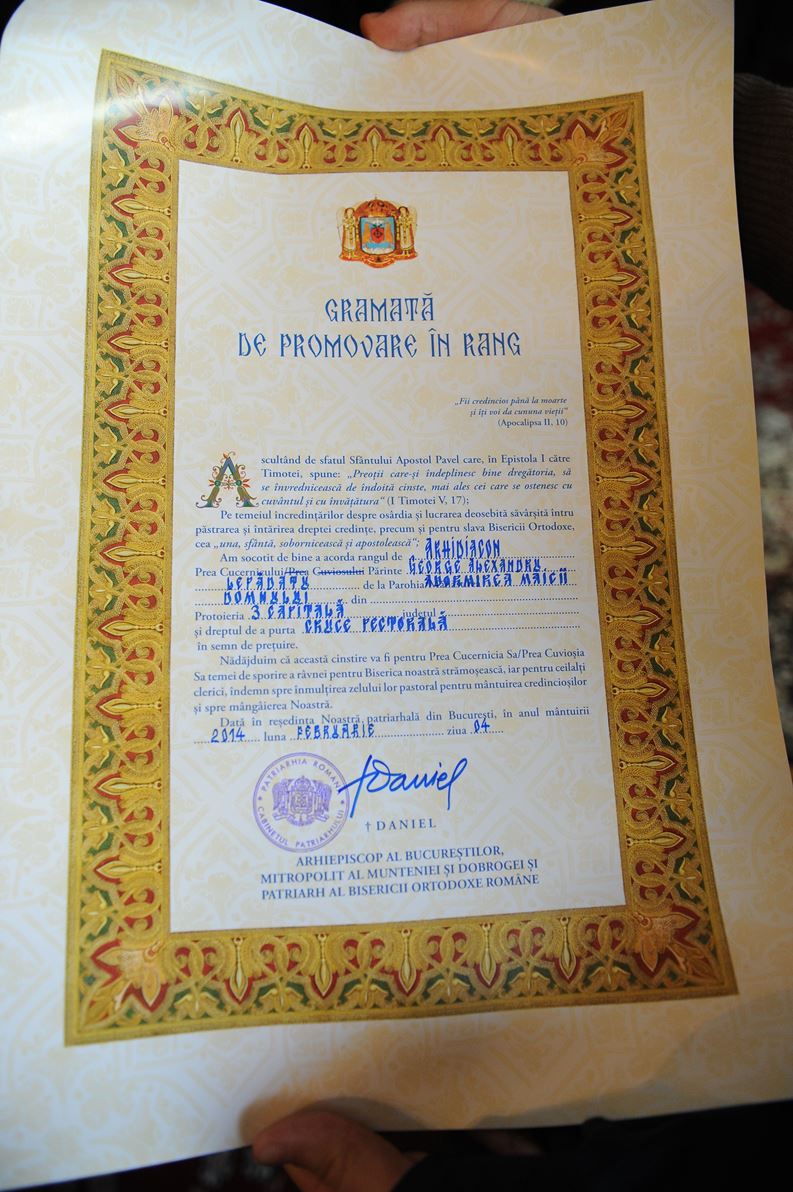 GRAMATĂ
DE PROMOVARE ÎN RANG
„Fii credincios până la moarte
și îți voi da cununa vieții”
(Apocalipsa II, 10)
Ascultând de sfatul Sfântului Apostol Pavel care, în Epistola I către
Timotei, spune: „Preoții care-și îndeplinesc bine dregătoria, să
se învrednicească de îndoită cinste, mai ales cei care se ostenesc cu
cuvântul și cu învățătura” (I Timotei V, 17);
Pe temeiul încredințărilor despre osârdia și lucrarea deosebită săvârșită întru
păstrarea și întărirea dreptei credințe, precum și pentru slava Bisericii Ortodoxe,
cea „una, sfântă, sobornicească și apostolească”;
Am socotit de bine a acorda rangul de ARHIDIACON
Prea Cucernicului/Prea Cuviosului Părinte GEORGE ALEXANDRU
LEPĂDATU de la Parohia ADORMIREA MAICII
DOMNULUI din
Protoieria 3 CAPITALĂ județul
și dreptul de a purta CRUCE PECTORALĂ
în semn de prețuire.
Nădăjduim că această cinstire va fi pentru Prea Cucernicia Sa/Prea Cuvioșia
Sa temei de sporire a râvnei pentru Biserica noastră strămoșească, iar pentru ceilalți
clerici, îndemn spre înmulțirea zelului lor pastoral pentru mântuirea credincioșilor
și spre mângâierea Noastră.
Dată în reședința Noastră patriarhală din București, în anul mântuirii
2014 luna FEBRUARIE ziua 04
PATRIARHIA ROMÂNĂ
CABINETUL PATRIARHULUI
†Daniel
† DANIEL
ARHIEPISCOP AL BUCUREȘTILOR,
MITROPOLIT AL MUNTENIEI ȘI DOBROGEI ȘI
PATRIARH AL BISERICII ORTODOXE ROMÂNE